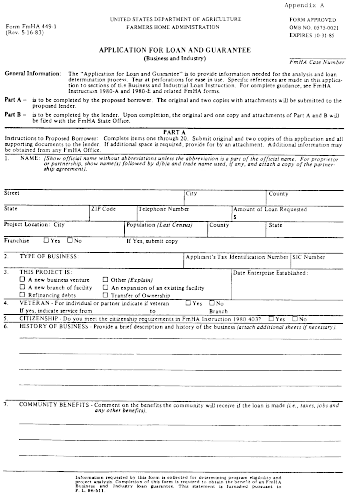 Appendix A
Form FmHA 449-1
(Rev. 5-16-83)
UNITED STATES DEPARTMENT OF AGRICULTURE
FARMERS HOME ADMINISTRATION
FORM APPROVED
OMB NO. 0575-0021
EXPIRES 10-31-85
APPLICATION FOR LOAN AND GUARANTEE
(Business and Industry)
FmHA Case Number
General Information: The "Application for Loan and Guarantee" is to provide information needed for the analysis and loan
determination process. Tear at perforations for ease in use. Specific references are made in this applica-
tion to sections of the Business and Industrial Loan Instruction. For complete guidance, see FmHA
Instruction 1980-A and 1980-E and related FmHA forms.
Part A – is to be completed by the proposed borrower. The original and two copies with attachments will be submitted to the
proposed lender.
Part B – is to be completed by the lender. Upon completion, the original and one copy and attachments of Part A and B will
be filed with the FmHA State Office.
PART A
Instructions to Proposed Borrower: Complete items one through 20. Submit original and two copies of this application and all
supporting documents to the lender. If additional space is required, provide for by an attachment. Additional information may
be obtained from any FmHA Office.
1. NAME: (Show official name without abbreviations unless the abbreviation is a part of the official name. For proprietor
or partnership, show name(s) followed by d/b/a and trade name used, if any, and attach a copy of the partner-
ship agreement).
Street City County
State ZIP Code Telephone Number Amount of Loan Requested
$
Project Location: City Population (Last Census) County State
Franchise ☐ Yes ☐ No If Yes, submit copy
2. TYPE OF BUSINESS Applicant's Tax Identification Number SIC Number
3. THIS PROJECT IS: Date Enterprise Established:
☐ A new business venture ☐ Other (Explain)
☐ A new branch of facility ☐ An expansion of an existing facility
☐ Refinancing debts ☐ Transfer of Ownership
4. VETERAN - For individual or partner indicate if veteran ☐ Yes ☐ No
If yes, indicate service from to Branch
5. CITIZENSHIP - Do you meet the citizenship requirements in FmHA Instruction 1980.403? ☐ Yes ☐ No
6. HISTORY OF BUSINESS - Provide a brief description and history of the business (attach additional sheets if necessary)
7. COMMUNITY BENEFITS - Comment on the benefits the community will receive if the loan is made (i.e., taxes, jobs and
any other benefits).
Information requested by this form is collected for determining program eligibility and
project analysis. Completion of this form is required to obtain the benefit of an FmHA
Business and Industry loan guarantee. This statement is furnished pursuant to
P. L. 96-511